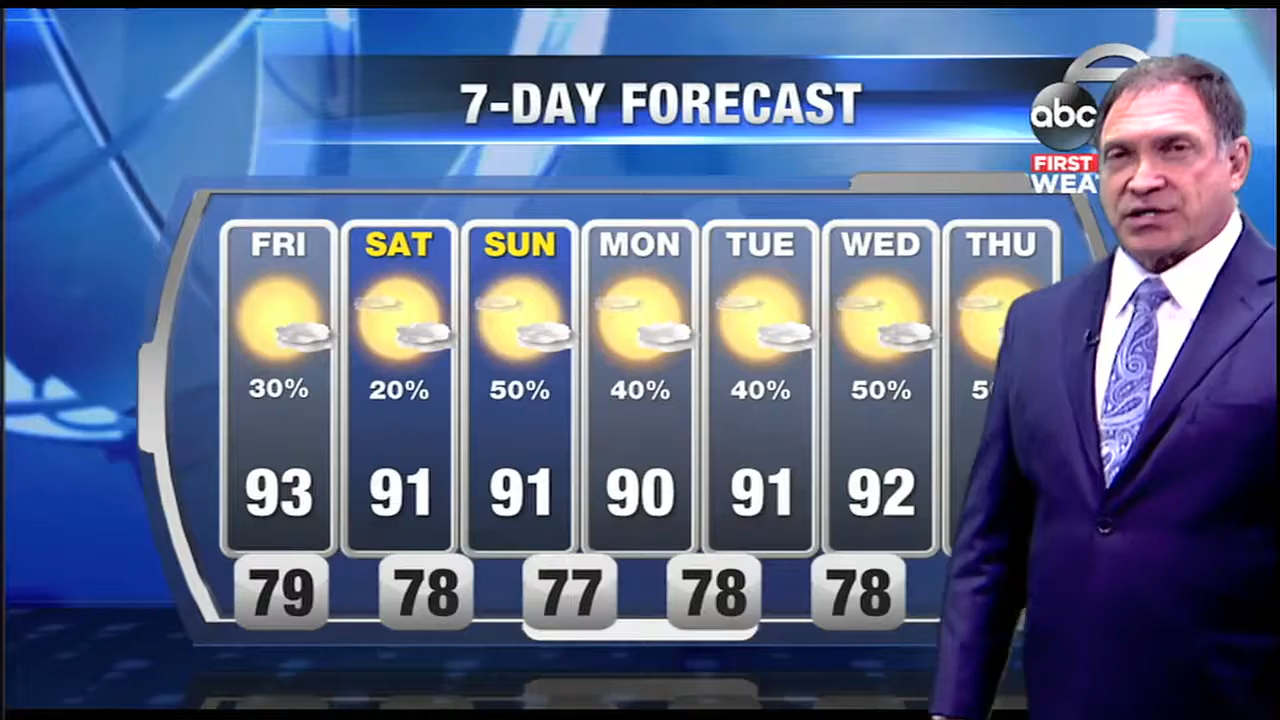 7-DAY FORECAST
abc
FIRST
WEA
FRI SAT SUN MON TUE WED THU
30% 20% 50% 40% 40% 50%
93 91 91 90 91 92
79 78 77 78 78